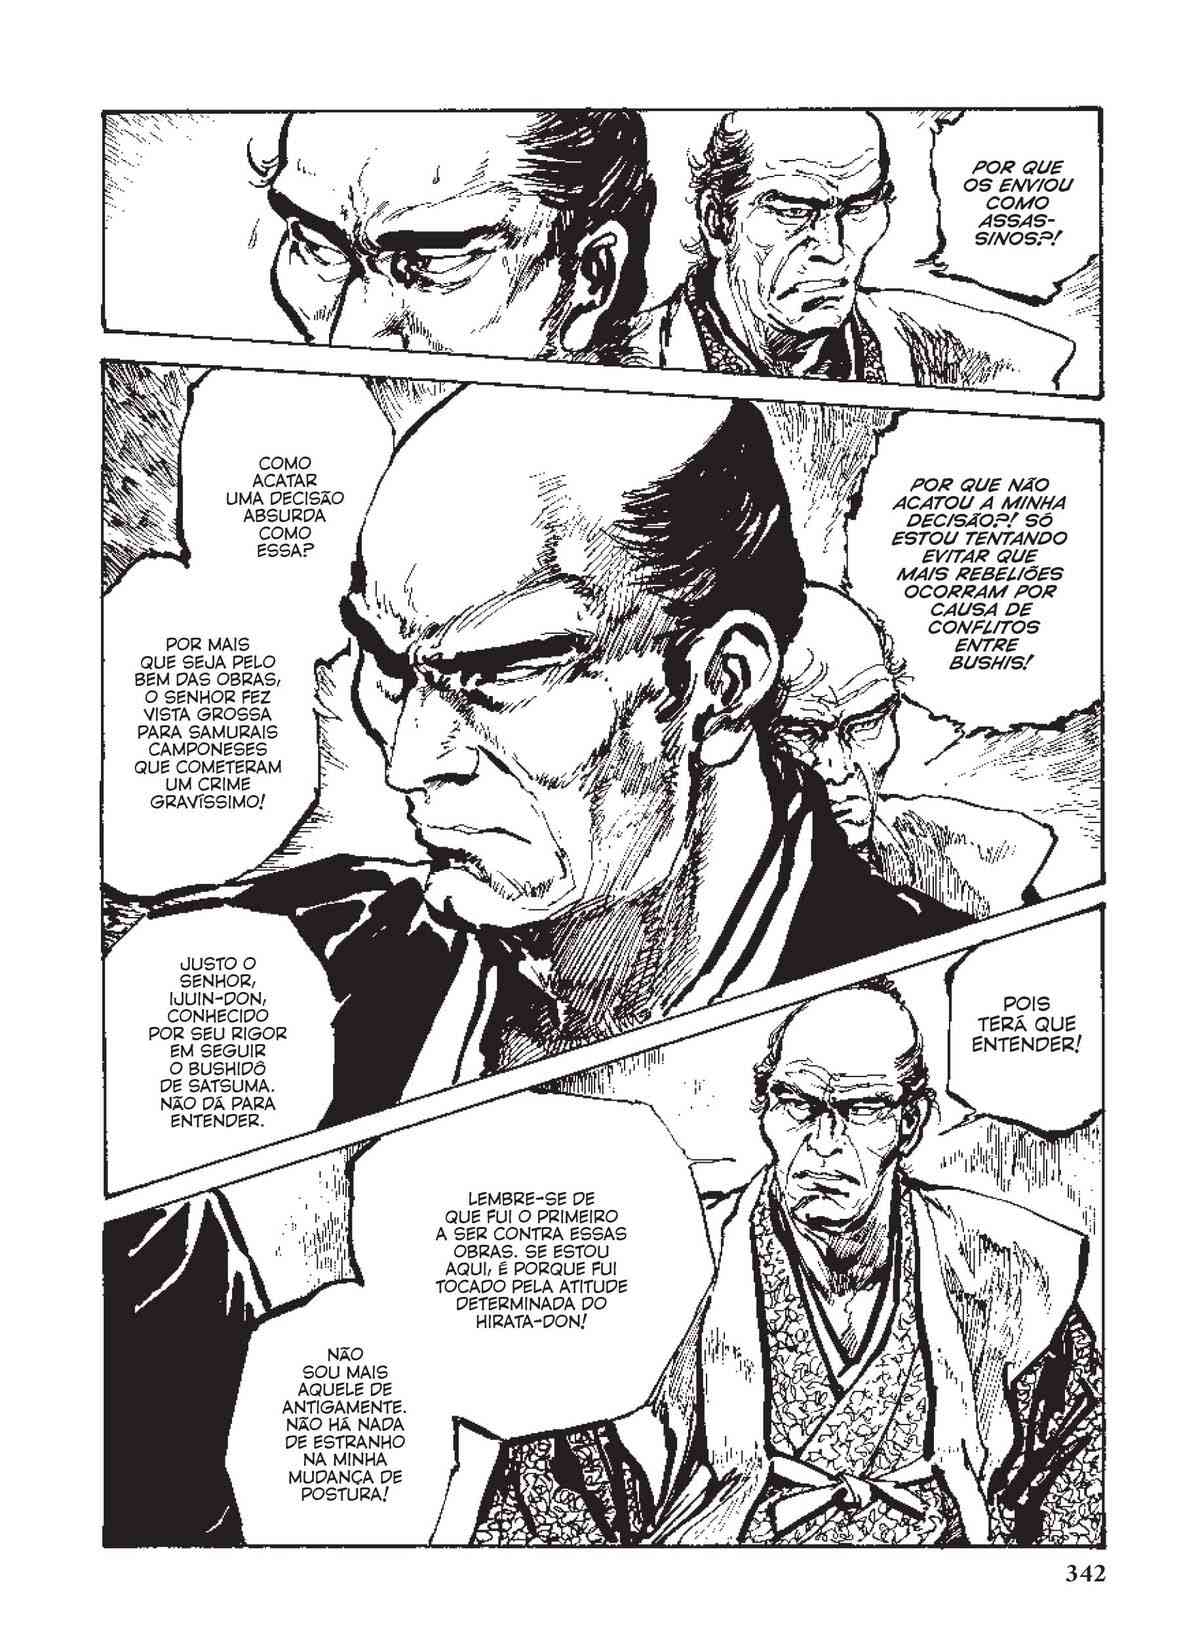 POR QUE
OS ENVIOU
COMO
ASSAS-
SINOS?!
POR QUE NÃO
ACATOU A MINHA
DECISÃO?! SÓ
ESTOU TENTANDO
EVITAR QUE
MAIS REBELIÕES
OCORRAM POR
CAUSA DE
CONFLITOS
ENTRE
BUSHIS!
COMO
ACATAR
UMA DECISÃO
ABSURDA
COMO
ESSA?
POR MAIS
QUE SEJA PELO
BEM DAS OBRAS,
O SENHOR FEZ
VISTA GROSSA
PARA SAMURAIS
CAMPONESES
QUE COMETERAM
UM CRIME
GRAVÍSSIMO!
JUSTO O
SENHOR,
IJUIN-DON,
CONHECIDO
POR SEU RIGOR
EM SEGUIR
O BUSHIDÔ
DE SATSUMA.
NÃO DÁ PARA
ENTENDER.
POIS
TERÁ QUE
ENTENDER!
LEMBRE-SE DE
QUE FUI O PRIMEIRO
A SER CONTRA ESSAS
OBRAS. SE ESTOU
AQUI, É PORQUE FUI
TOCADO PELA ATITUDE
DETERMINADA DO
HIRATA-DON!
NÃO
SOU MAIS
AQUELE DE
ANTIGAMENTE.
NÃO HÁ NADA
DE ESTRANHO
NA MINHA
MUDANÇA DE
POSTURA!
342